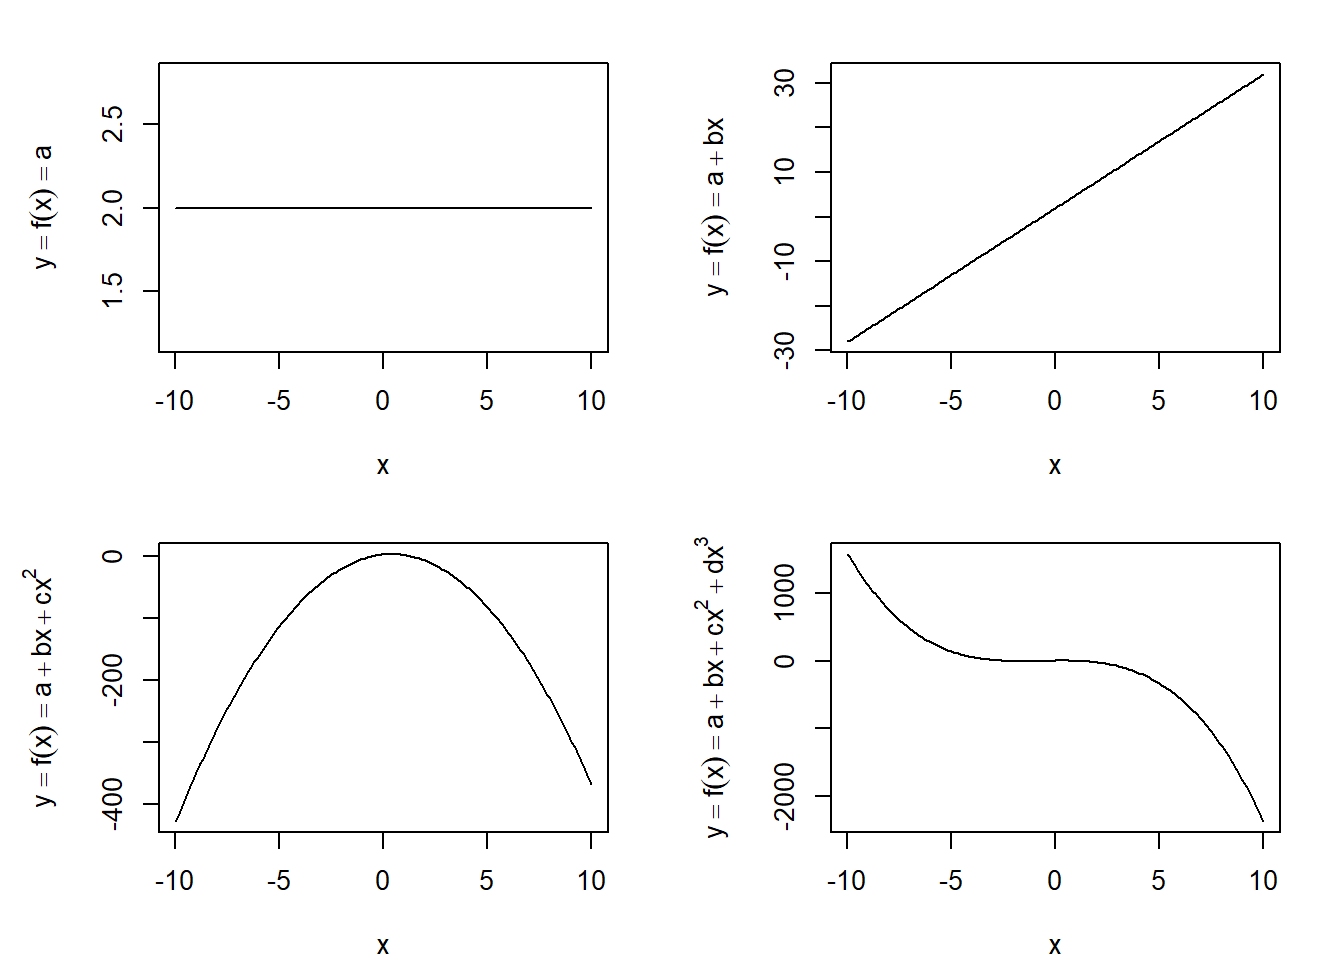 y = f(x) = a
2.5
2.0
1.5
-10 -5 0 5 10
x
y = f(x) = a + bx
30
10
-10
-30
-10 -5 0 5 10
x
y = f(x) = a + bx + cx²
0
-200
-400
-10 -5 0 5 10
x
y = f(x) = a + bx + cx² + dx³
1000
0
-2000
-10 -5 0 5 10
x